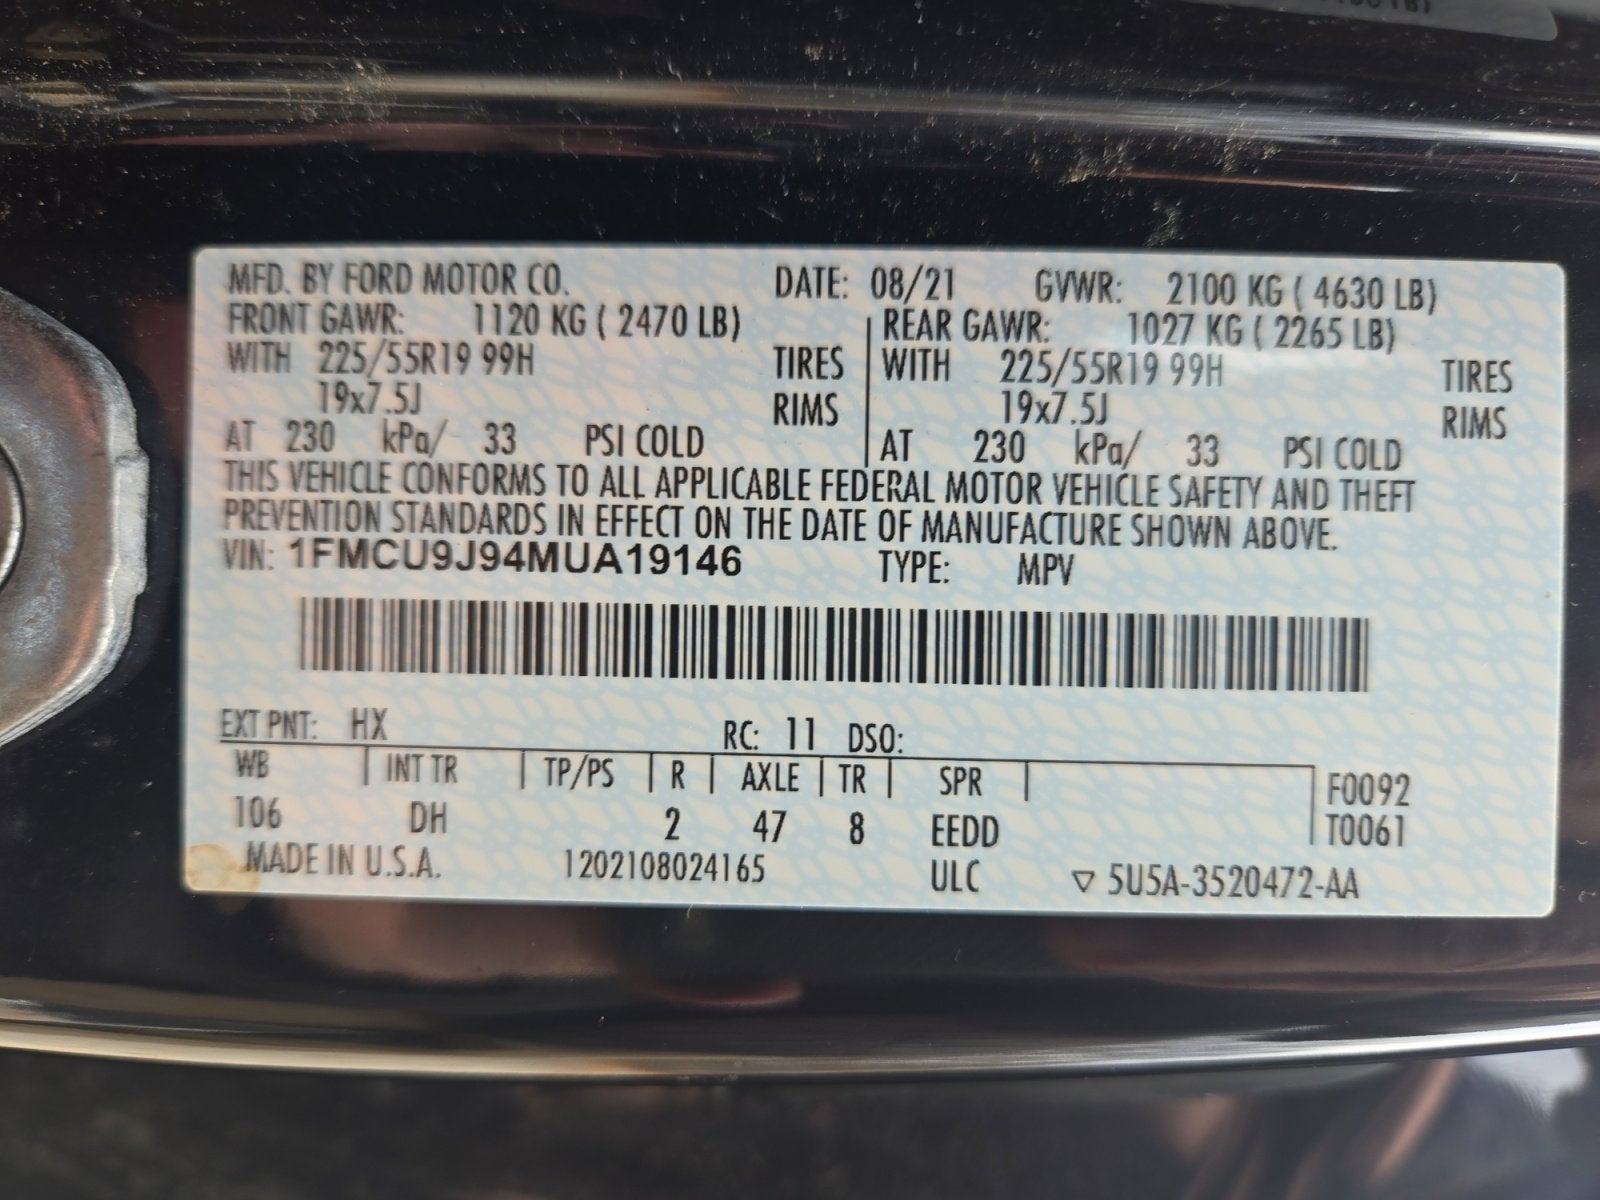 MFD. BY FORD MOTOR CO. DATE: 08/21 GVWR: 2100 KG ( 4630 LB)
FRONT GAWR: 1120 KG ( 2470 LB) REAR GAWR: 1027 KG ( 2265 LB)
WITH 225/55R19 99H TIRES WITH 225/55R19 99H TIRES
19x7.5J RIMS 19x7.5J RIMS
AT 230 kPa/ 33 PSI COLD AT 230 kPa/ 33 PSI COLD
THIS VEHICLE CONFORMS TO ALL APPLICABLE FEDERAL MOTOR VEHICLE SAFETY AND THEFT
PREVENTION STANDARDS IN EFFECT ON THE DATE OF MANUFACTURE SHOWN ABOVE.
VIN: 1FMCU9J94MUA19146 TYPE: MPV
EXT PNT: HX RC: 11 DSO:
WB INT TR TP/PS R AXLE TR SPR F0092
106 DH 2 47 8 EEDD T0061
MADE IN U.S.A. 1202108024165 ULC ▽ 5U5A-3520472-AA